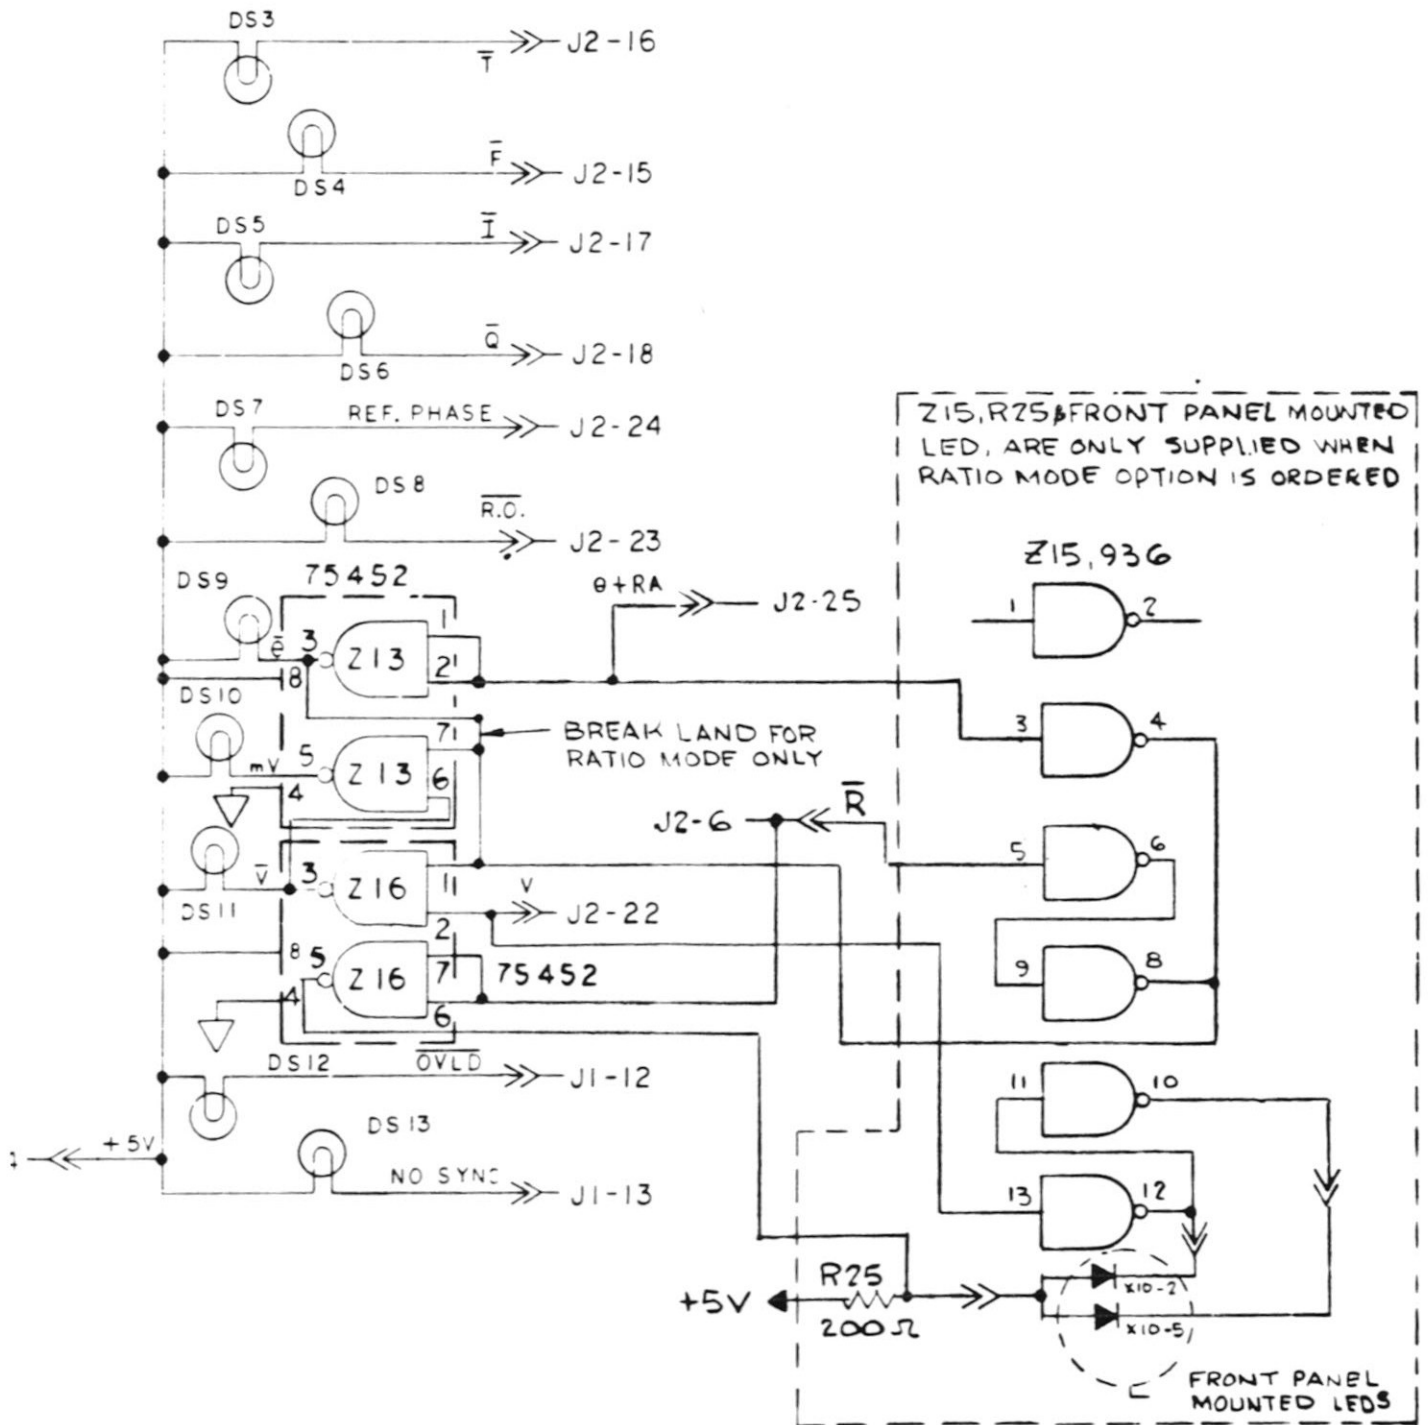 DS3
J2-16
T̅
F̅
J2-15
DS4
DS5
I̅
J2-17
Q̅
J2-18
DS6
DS7
REF. PHASE
J2-24
DS8
R.O.
J2-23
DS9
75452
θ+RA
J2-25
e̅
3
Z13
1
2
8
DS10
7
BREAK LAND FOR
RATIO MODE ONLY
mV
5
Z13
6
4
J2-6
R̅
V̅
3
Z16
1
V
DS11
J2-22
2
8
5
Z16
7
75452
4
6
DS12
OVLD
J1-12
DS13
+5V
NO SYNC
J1-13
Z15,R25&FRONT PANEL MOUNTED
LED, ARE ONLY SUPPLIED WHEN
RATIO MODE OPTION IS ORDERED
Z15,936
1
2
3
4
5
6
9
8
11
10
13
12
R25
+5V
200Ω
X10-2
X10-5
FRONT PANEL
MOUNTED LEDS